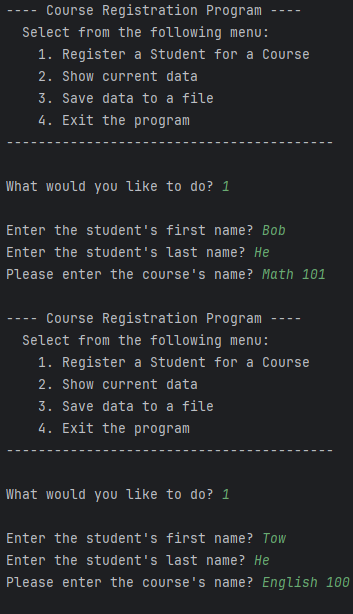 ---- Course Registration Program ----
  Select from the following menu:
    1. Register a Student for a Course
    2. Show current data
    3. Save data to a file
    4. Exit the program
-----------------------------------------
What would you like to do? 1
Enter the student's first name? Bob
Enter the student's last name? He
Please enter the course's name? Math 101
---- Course Registration Program ----
  Select from the following menu:
    1. Register a Student for a Course
    2. Show current data
    3. Save data to a file
    4. Exit the program
-----------------------------------------
What would you like to do? 1
Enter the student's first name? Tow
Enter the student's last name? He
Please enter the course's name? English 100